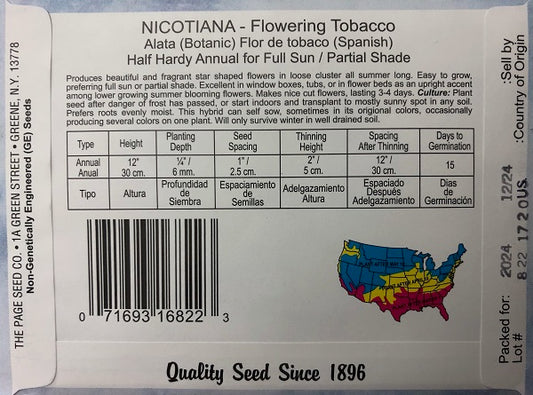 NICOTIANA - Flowering Tobacco
Alata (Botanic) Flor de tobaco (Spanish)
Half Hardy Annual for Full Sun / Partial Shade
Produces beautiful and fragrant star shaped flowers in loose cluster all summer long. Easy to grow,
preferring full sun or partial shade. Excellent in window boxes, tubs, or in flower beds as an upright accent
among lower growing summer blooming flowers. Makes nice cut flowers, lasting 3-4 days. Culture: Plant
seed after danger of frost has passed, or start indoors and transplant to mostly sunny spot in any soil.
Prefers roots evenly moist. This hybrid can self sow, sometimes in its original colors, occasionally
producing several colors on one plant. Will only survive winter in well drained soil.
Type Height Planting Depth Seed Spacing Thinning Height Spacing After Thinning Days to Germination
Annual Anual 12" 30 cm. ¼" / 6 mm. 1" / 2.5 cm. 2" / 5 cm. 12" / 30 cm. 15
Tipo Altura Profundidad de Siembra Espaciamiento de Semillas Adelgazamiento Altura Espaciado Después Adelgazamiento Dias de Germinación
0 71693 16822 3
PLANT AFTER MAY
Quality Seed Since 1896
THE PAGE SEED CO. • 1A GREEN STREET • GREENE, N.Y. 13778
Non-Genetically Engineered (GE) Seeds
Packed for: 2024 12/24 :Sell by
Lot # 8 22 17 2 0US :Country of Origin